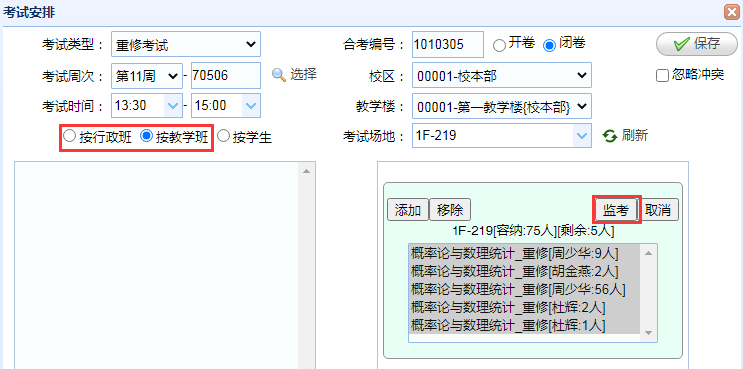 考试安排
考试类型： 重修考试 合考编号： 1010305 开卷 闭卷 保存
考试周次： 第11周 - 70506 选择 校区： 00001-校本部 忽略冲突
考试时间： 13:30 - 15:00 教学楼： 00001-第一教学楼{校本部}
按行政班 按教学班 按学生 考试场地： 1F-219 刷新
添加 移除 监考 取消
1F-219[容纳:75人][剩余:5人]
概率论与数理统计_重修[周少华:9人]
概率论与数理统计_重修[胡金燕:2人]
概率论与数理统计_重修[周少华:56人]
概率论与数理统计_重修[杜辉:2人]
概率论与数理统计_重修[杜辉:1人]